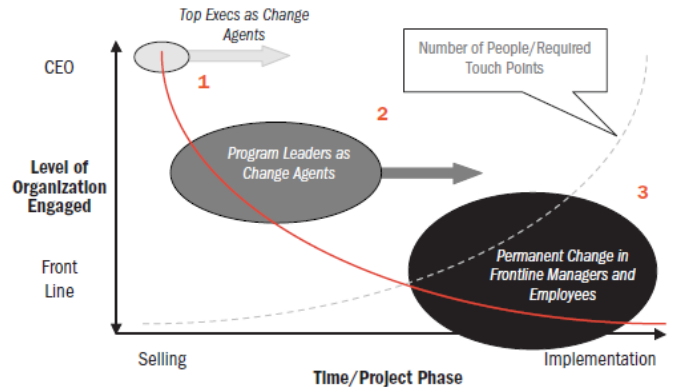 Top Execs as Change
Agents
CEO
1
Number of People/Required
Touch Points
2
Program Leaders as
Change Agents
Level of
Organization
Engaged
3
Permanent Change in
Frontline Managers and
Employees
Front
Line
Selling
Implementation
Time/Project Phase